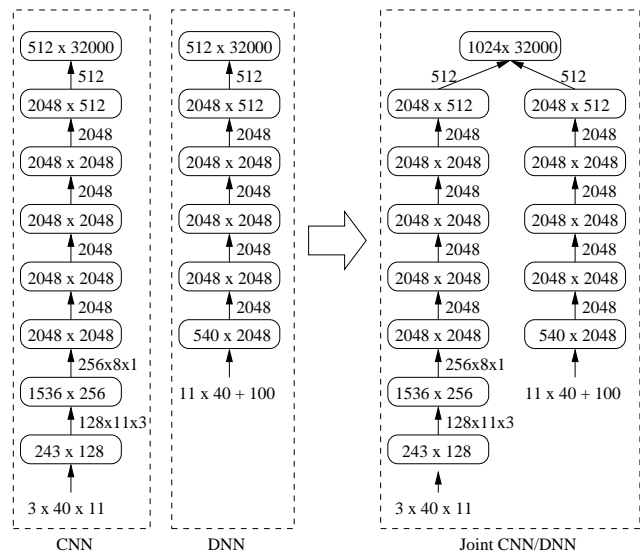 512 x 32000
512
2048 x 512
2048
2048 x 2048
2048
2048 x 2048
2048
2048 x 2048
2048
2048 x 2048
256x8x1
1536 x 256
128x11x3
243 x 128
3 x 40 x 11
CNN
512 x 32000
512
2048 x 512
2048
2048 x 2048
2048
2048 x 2048
2048
2048 x 2048
2048
540 x 2048
11 x 40 + 100
DNN
1024x 32000
512
512
2048 x 512
2048
2048 x 2048
2048
2048 x 2048
2048
2048 x 2048
2048
2048 x 2048
256x8x1
1536 x 256
128x11x3
243 x 128
3 x 40 x 11
2048 x 512
2048
2048 x 2048
2048
2048 x 2048
2048
2048 x 2048
2048
540 x 2048
11 x 40 + 100
Joint CNN/DNN